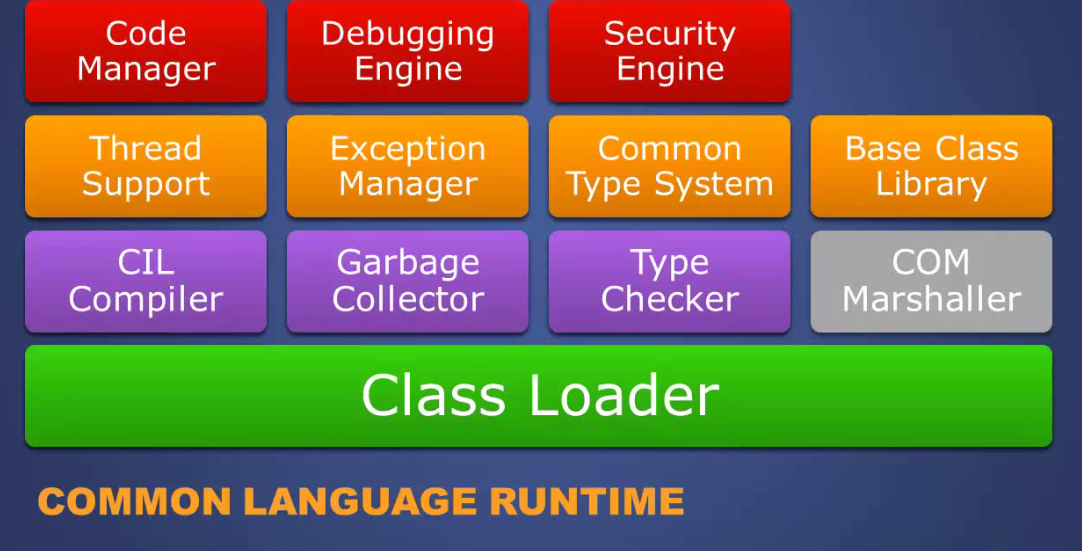 Code
Manager
Debugging
Engine
Security
Engine
Thread
Support
Exception
Manager
Common
Type System
Base Class
Library
CIL
Compiler
Garbage
Collector
Type
Checker
COM
Marshaller
Class Loader
COMMON LANGUAGE RUNTIME